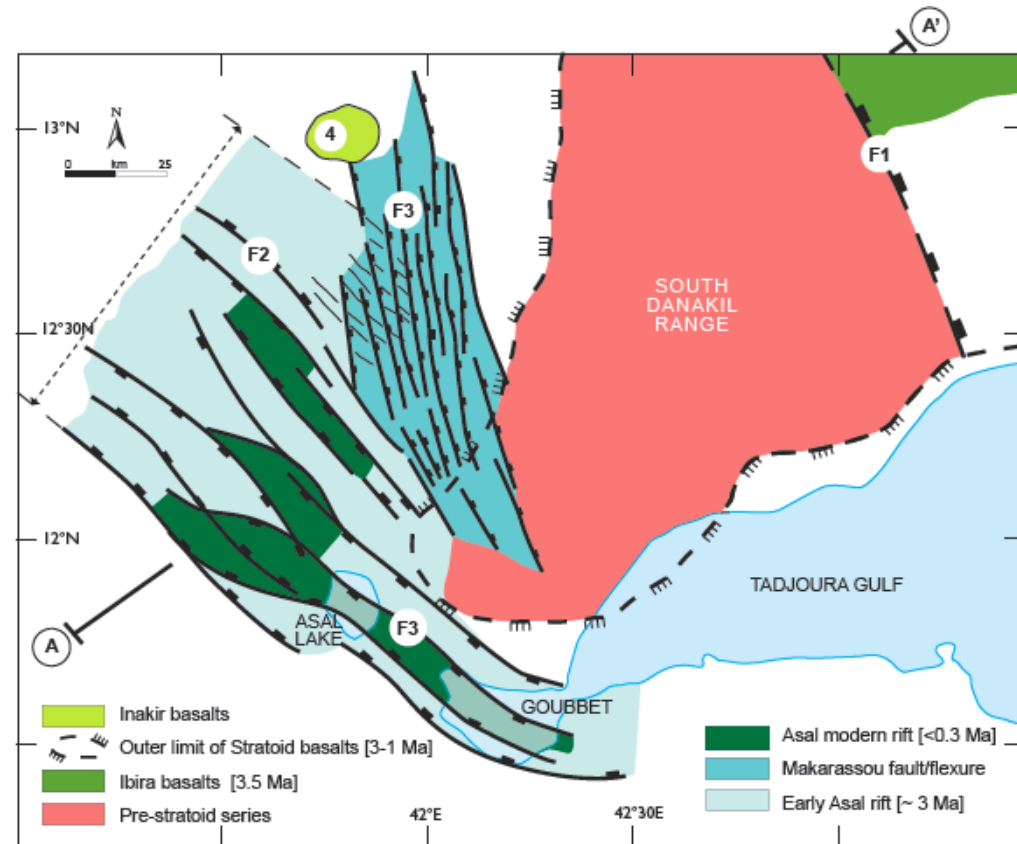 A'
13°N
N
0 km 25
4
F1
F3
F2
SOUTH
DANAKIL
RANGE
12°30N
12°N
TADJOURA GULF
A
ASAL
LAKE
F3
GOUBBET
Inakir basalts
Outer limit of Stratoid basalts [3-1 Ma]
Ibira basalts [3.5 Ma]
Pre-stratoid series
42°E
42°30E
Asal modern rift [<0.3 Ma]
Makarassou fault/flexure
Early Asal rift [~ 3 Ma]